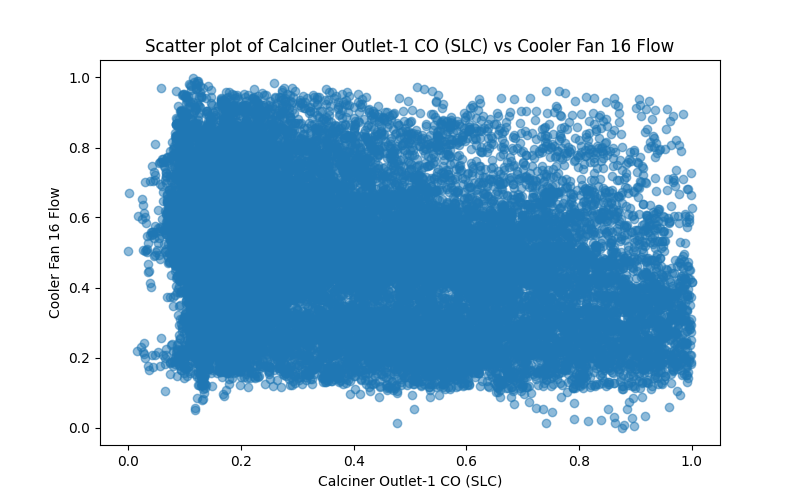 Scatter plot of Calciner Outlet-1 CO (SLC) vs Cooler Fan 16 Flow
1.0
0.8
0.6
0.4
0.2
0.0
Cooler Fan 16 Flow
0.0 0.2 0.4 0.6 0.8 1.0
Calciner Outlet-1 CO (SLC)